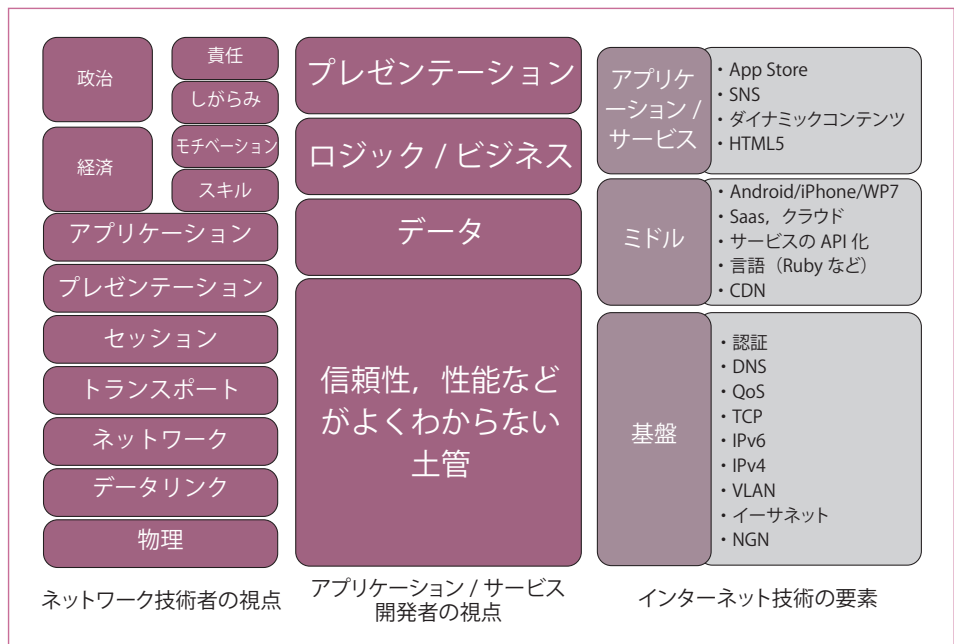 政治
経済
責任
しがらみ
モチベーション
スキル
アプリケーション
プレゼンテーション
セッション
トランスポート
ネットワーク
データリンク
物理
ネットワーク技術者の視点
プレゼンテーション
ロジック / ビジネス
データ
信頼性，性能など
がよくわからない
土管
アプリケーション / サービス
開発者の視点
アプリケ
ーション /
サービス
・App Store
・SNS
・ダイナミックコンテンツ
・HTML5
ミドル
・Android/iPhone/WP7
・Saas，クラウド
・サービスの API 化
・言語（Ruby など）
・CDN
基盤
・認証
・DNS
・QoS
・TCP
・IPv6
・IPv4
・VLAN
・イーサネット
・NGN
インターネット技術の要素